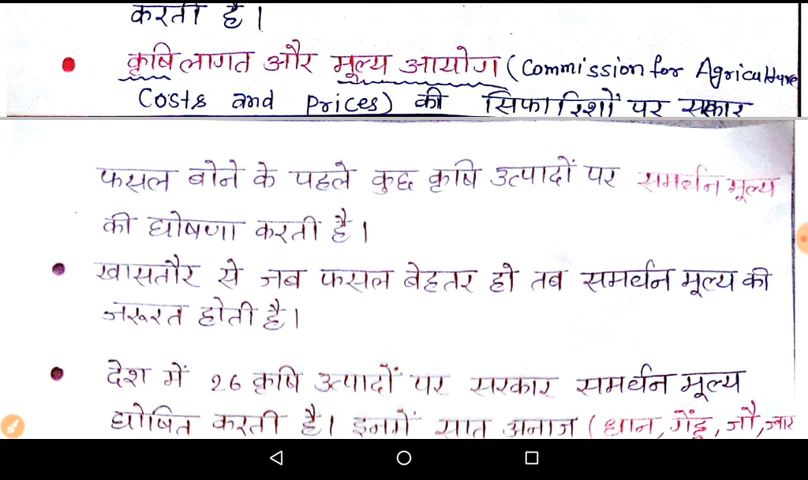 करती है।
• कृषि लागत और मूल्य आयोग (Commission for Agriculture
Costs and Prices) की सिफारिशों पर सरकार
फसल बोने के पहले कुछ कृषि उत्पादों पर समर्थन मूल्य
की घोषणा करती है।
• खासतौर से जब फसल बेहतर हो तब समर्थन मूल्य की
जरूरत होती है।
• देश में 26 कृषि उत्पादों पर सरकार समर्थन मूल्य
घोषित करती है। इनमें सात अनाज (धान, गेंहू, जौ, ज्वार